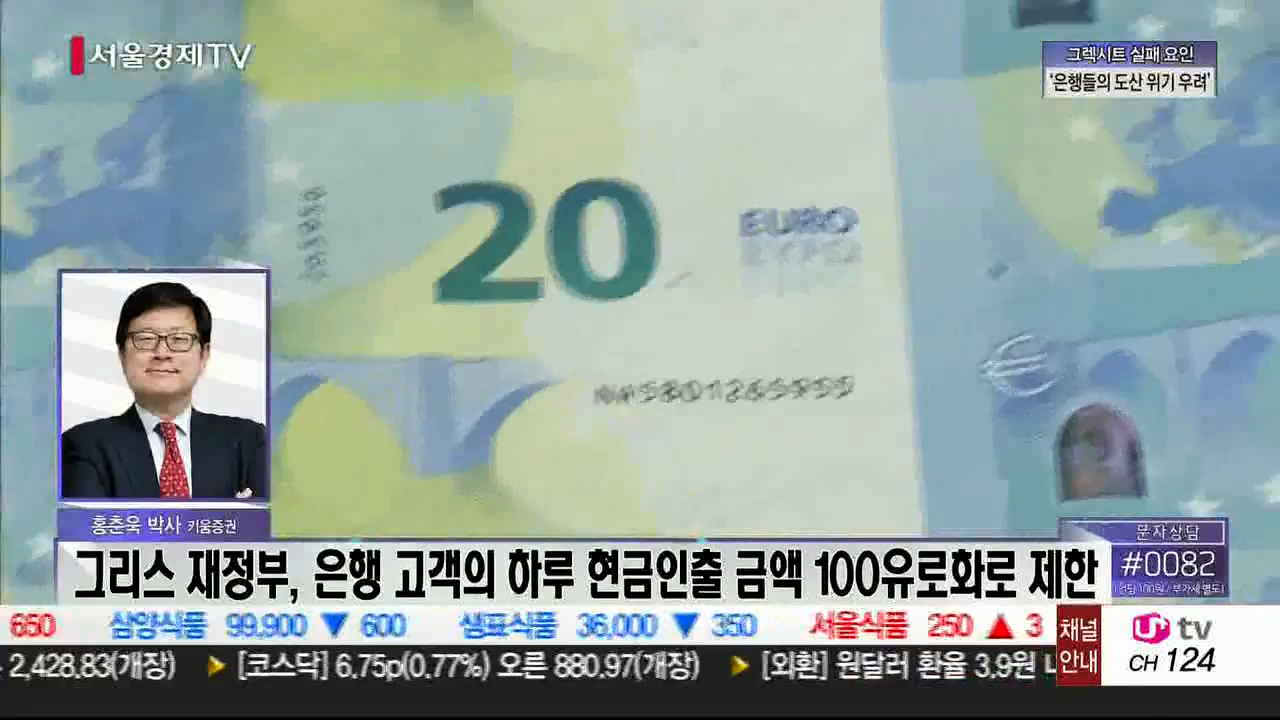 서울경제TV
그렉시트 실패 요인
'은행들의 도산 위기 우려'
20
EURO
홍춘욱 박사 키움증권
문자상담
#0082
그리스 재정부, 은행 고객의 하루 현금인출 금액 100유로화로 제한
650 삼양식품 99,900 ▼ 600 샘표식품 36,000 ▼ 350 서울식품 250 ▲ 3
채널
안내
U+ tv
CH 124
2,428.83(개장) ▶ [코스닥] 6.75p(0.77%) 오른 880.97(개장) ▶ [외환] 원달러 환율 3.9원